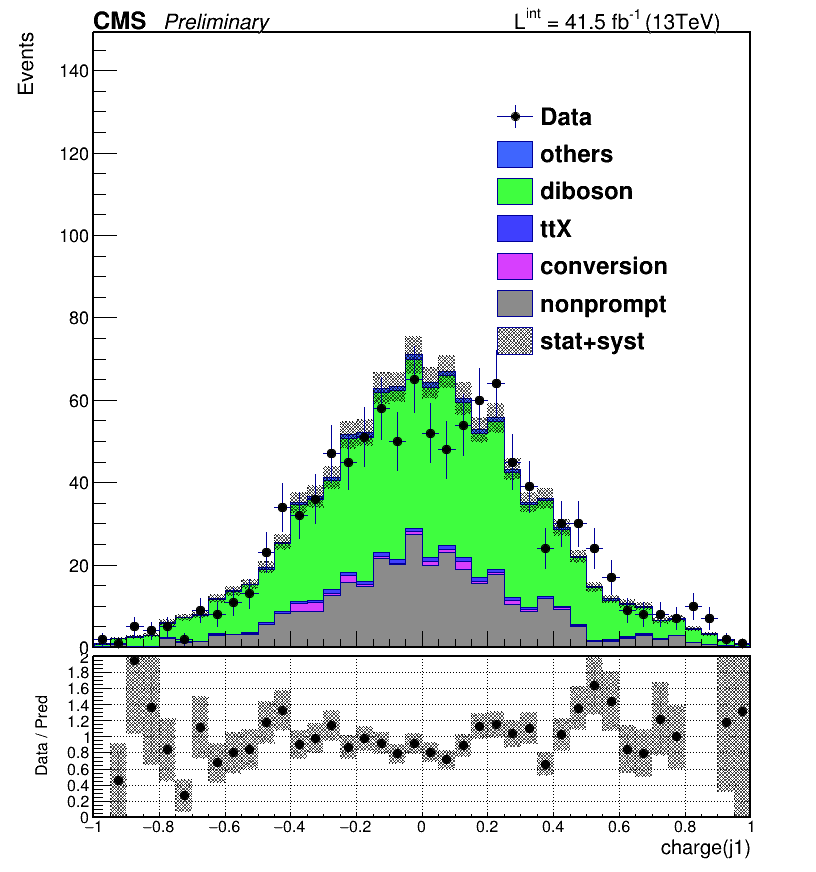 CMS Preliminary L^int = 41.5 fb^-1 (13TeV)
Events
140
120
100
80
60
40
20
0
Data
others
diboson
ttX
conversion
nonprompt
stat+syst
Data / Pred
2
1.8
1.6
1.4
1.2
1
0.8
0.6
0.4
0.2
0
−1 −0.8 −0.6 −0.4 −0.2 0 0.2 0.4 0.6 0.8 1
charge(j1)